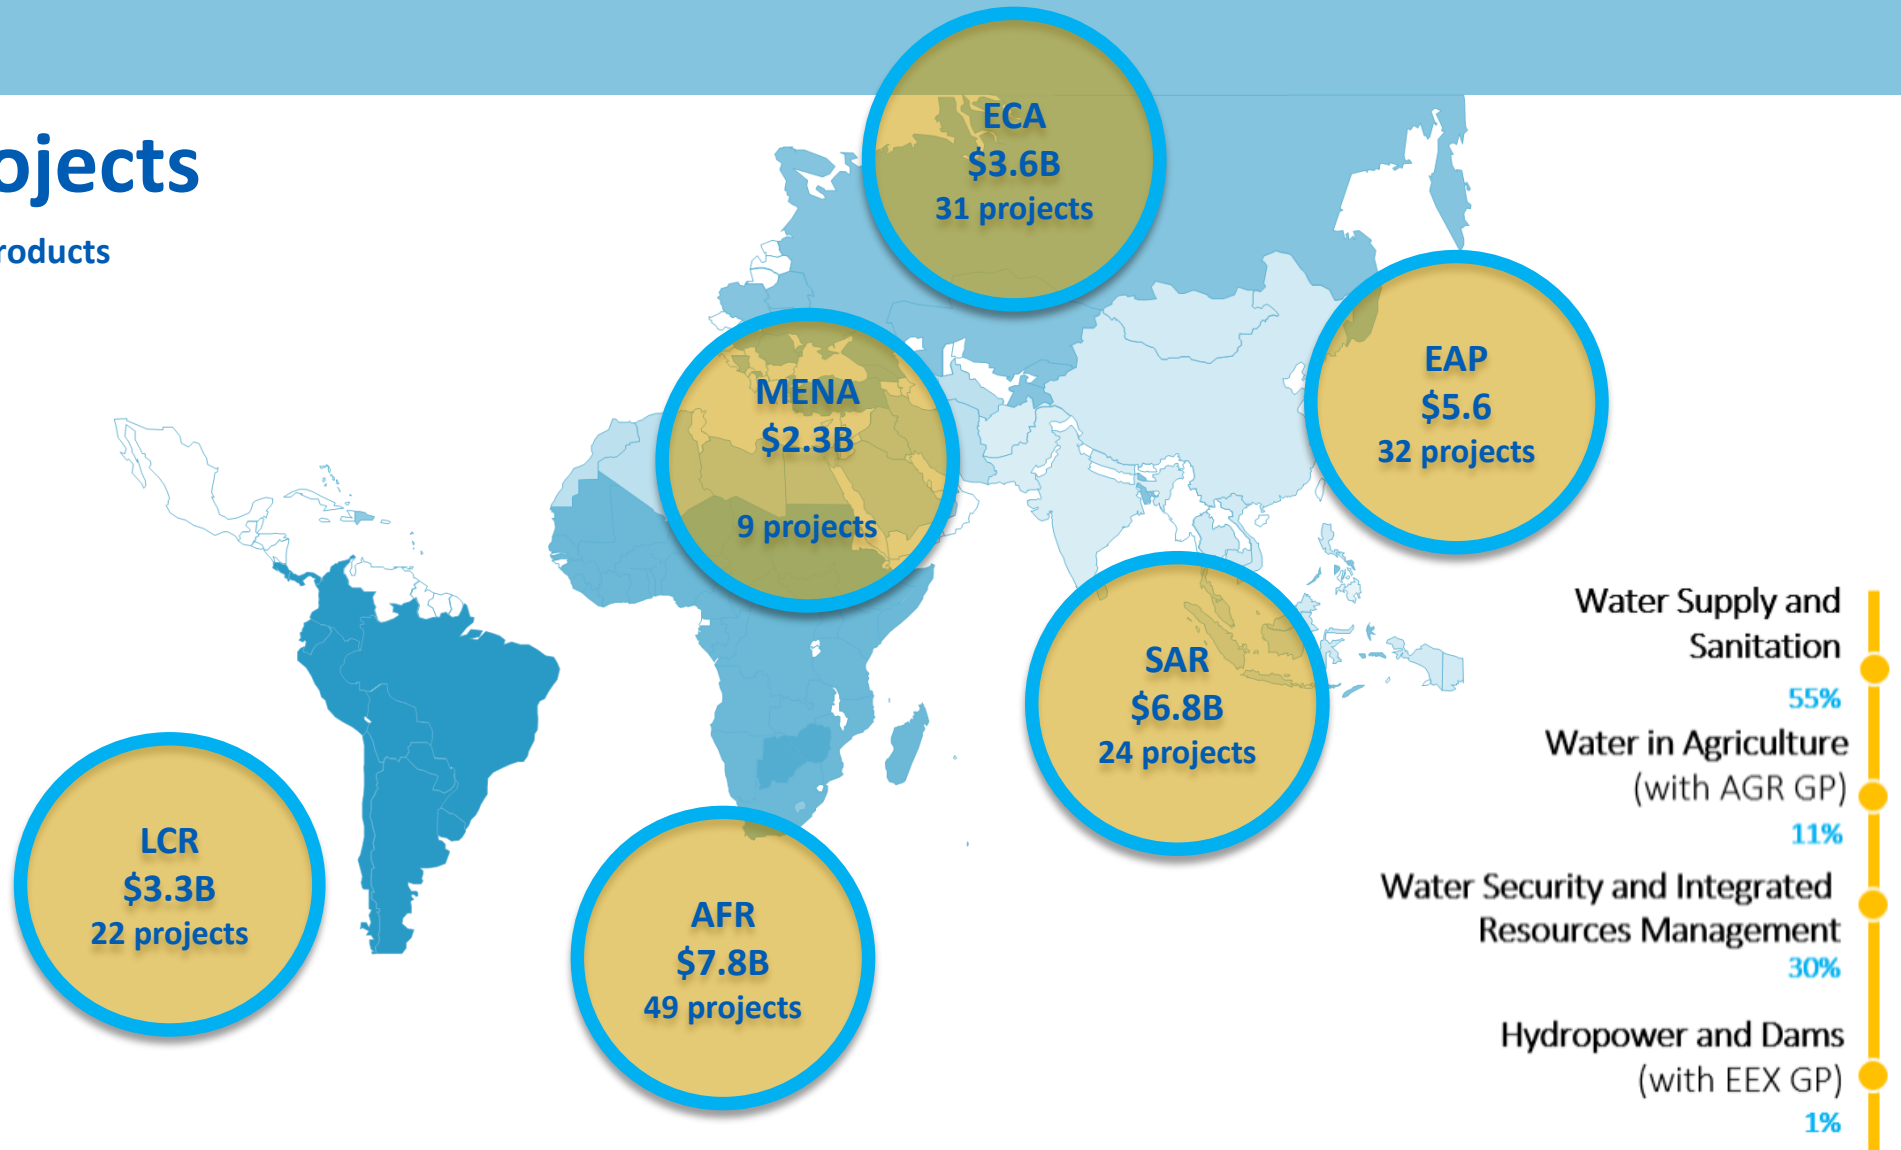 ojects
roducts
ECA
$3.6B
31 projects
MENA
$2.3B
9 projects
EAP
$5.6
32 projects
SAR
$6.8B
24 projects
LCR
$3.3B
22 projects
AFR
$7.8B
49 projects
Water Supply and
Sanitation
55%
Water in Agriculture
(with AGR GP)
11%
Water Security and Integrated
Resources Management
30%
Hydropower and Dams
(with EEX GP)
1%